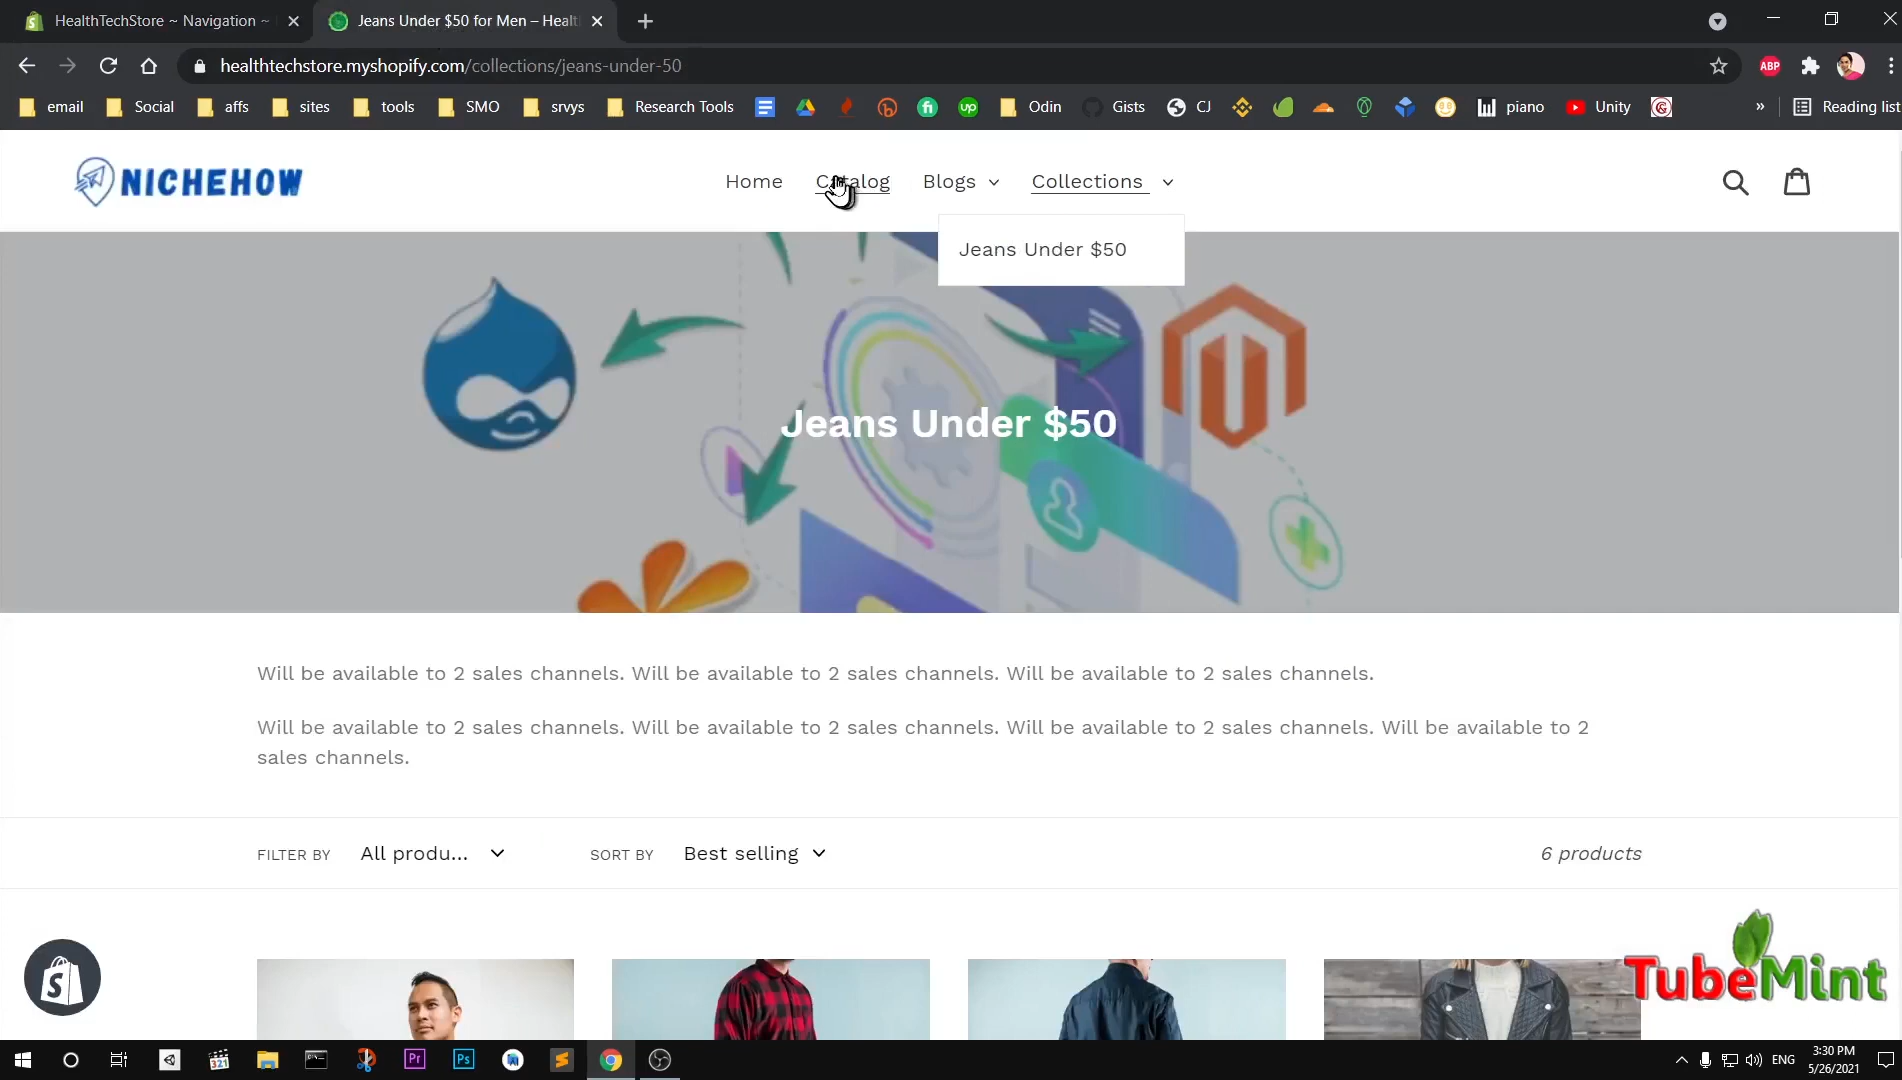 HealthTechStore ~ Navigation ~
Jeans Under $50 for Men – Healt
healthtechstore.myshopify.com/collections/jeans-under-50
ABP
email Social affs sites tools SMO srvys Research Tools Odin Gists CJ piano Unity » Reading list
NICHEHOW
Home Catalog Blogs Collections
Jeans Under $50
Jeans Under $50
Will be available to 2 sales channels. Will be available to 2 sales channels. Will be available to 2 sales channels.
Will be available to 2 sales channels. Will be available to 2 sales channels. Will be available to 2 sales channels. Will be available to 2
sales channels.
FILTER BY All produ... SORT BY Best selling 6 products
TubeMint
321 Pr Ps ENG 3:30 PM
5/26/2021